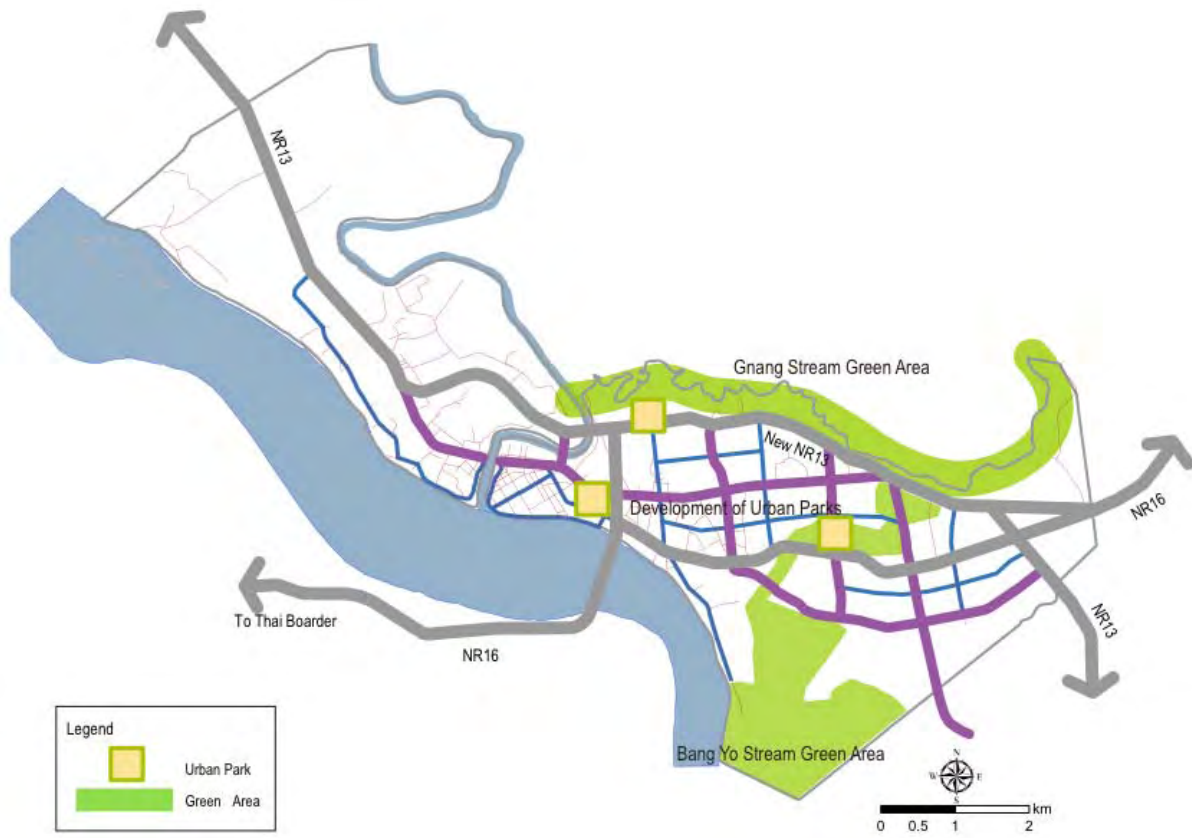 NR13
Gnang Stream Green Area
New NR13
NR16
Development of Urban Parks
To Thai Boarder
NR16
NR13
Bang Yo Stream Green Area
Legend
Urban Park
Green Area
N
W E
S
km
0 0.5 1 2